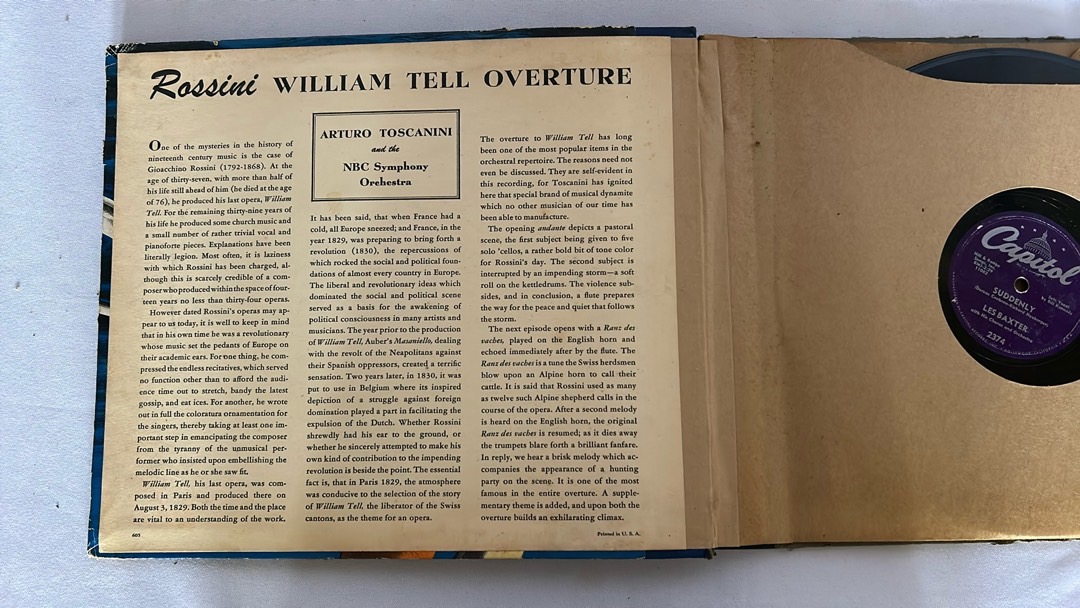 Rossini WILLIAM TELL OVERTURE
One of the mysteries in the history of
nineteenth century music is the case of
Gioacchino Rossini (1792-1868). At the
age of thirty-seven, with more than half of
his life still ahead of him (he died at the age
of 76), he produced his last opera, William
Tell. For the remaining thirty-nine years of
his life he produced some church music and
a small number of rather trivial vocal and
pianoforte pieces. Explanations have been
literally legion. Most often, it is laziness
with which Rossini has been charged, al-
though this is scarcely credible of a com-
poser who produced within the space of four-
teen years no less than thirty-four operas.
However dated Rossini's operas may ap-
pear to us today, it is well to keep in mind
that in his own time he was a revolutionary
whose music set the pedants of Europe on
their academic ears. For one thing, he com-
pressed the endless recitatives, which served
no function other than to afford the audi-
ence time out to stretch, bandy the latest
gossip, and eat ices. For another, he wrote
out in full the coloratura ornamentation for
the singers, thereby taking at least one im-
portant step in emancipating the composer
from the tyranny of the unmusical per-
former who insisted upon embellishing the
melodic line as he or she saw fit.
William Tell, his last opera, was com-
posed in Paris and produced there on
August 3, 1829. Both the time and the place
are vital to an understanding of the work.
605
ARTURO TOSCANINI
and the
NBC Symphony
Orchestra
It has been said, that when France had a
cold, all Europe sneezed; and France, in the
year 1829, was preparing to bring forth a
revolution (1830), the repercussions of
which rocked the social and political foun-
dations of almost every country in Europe.
The liberal and revolutionary ideas which
dominated the social and political scene
served as a basis for the awakening of
political consciousness in many artists and
musicians. The year prior to the production
of William Tell, Auber's Masaniello, dealing
with the revolt of the Neapolitans against
their Spanish oppressors, created a terrific
sensation. Two years later, in 1830, it was
put to use in Belgium where its inspired
depiction of a struggle against foreign
domination played a part in facilitating the
expulsion of the Dutch. Whether Rossini
shrewdly had his ear to the ground, or
whether he sincerely attempted to make his
own kind of contribution to the impending
revolution is beside the point. The essential
fact is, that in Paris 1829, the atmosphere
was conducive to the selection of the story
of William Tell, the liberator of the Swiss
cantons, as the theme for an opera.
The overture to William Tell has long
been one of the most popular items in the
orchestral repertoire. The reasons need not
even be discussed. They are self-evident in
this recording, for Toscanini has ignited
here that special brand of musical dynamite
which no other musician of our time has
been able to manufacture.
The opening andante depicts a pastoral
scene, the first subject being given to five
solo 'cellos, a rather bold bit of tone color
for Rossini's day. The second subject is
interrupted by an impending storm—a soft
roll on the kettledrums. The violence sub-
sides, and in conclusion, a flute prepares
the way for the peace and quiet that follows
the storm.
The next episode opens with a Ranz des
vaches, played on the English horn and
echoed immediately after by the flute. The
Ranz des vaches is a tune the Swiss herdsmen
blow upon an Alpine horn to call their
cattle. It is said that Rossini used as many
as twelve such Alpine shepherd calls in the
course of the opera. After a second melody
is heard on the English horn, the original
Ranz des vaches is resumed; as it dies away
the trumpets blare forth a brilliant fanfare.
In reply, we hear a brisk melody which ac-
companies the appearance of a hunting
party on the scene. It is one of the most
famous in the entire overture. A supple-
mentary theme is added, and upon both the
overture builds an exhilarating climax.
Printed in U. S. A.
Capitol
SUDDENLY
LES BAXTER
with His Chorus and Orchestra
2374